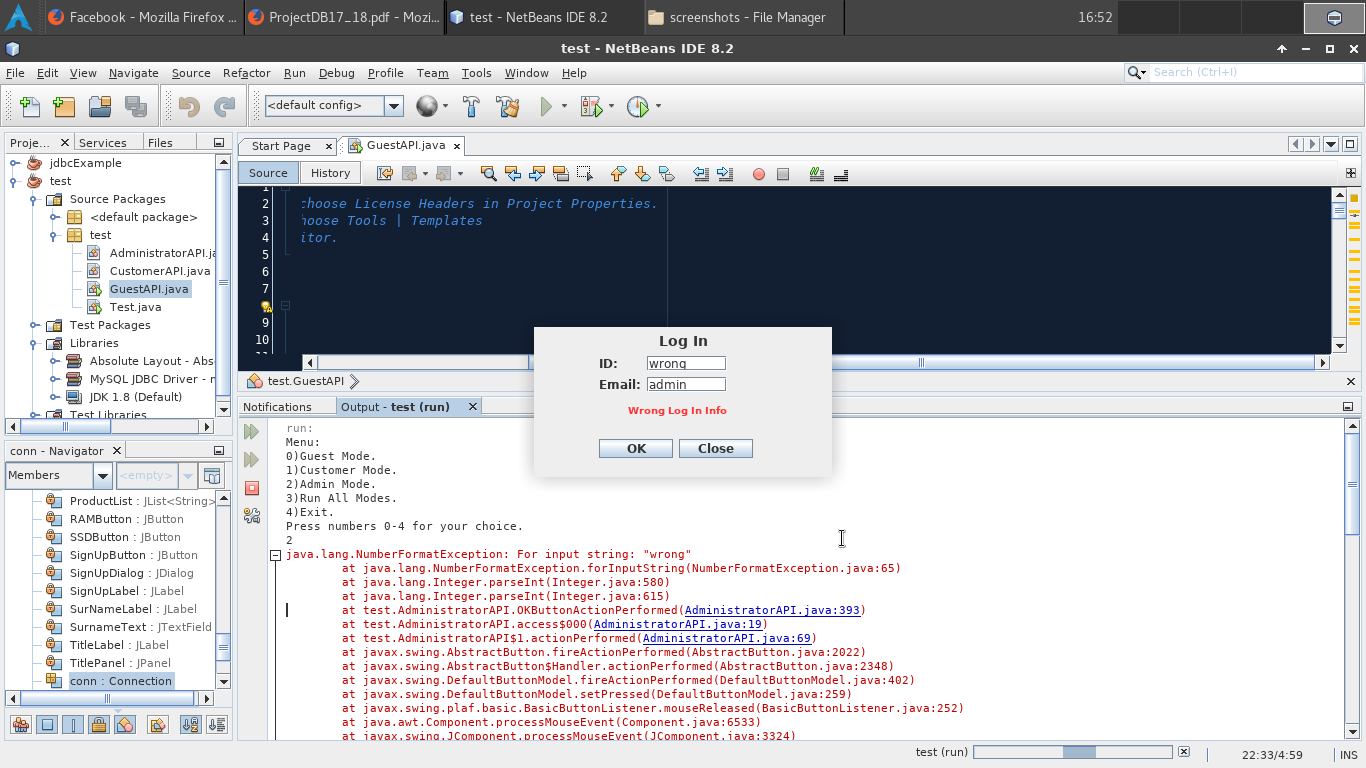 Facebook - Mozilla Firefox ...
ProjectDB17_18.pdf - Mozi...
test - NetBeans IDE 8.2
screenshots - File Manager
16:52
test - NetBeans IDE 8.2
File Edit View Navigate Source Refactor Run Debug Profile Team Tools Window Help
Search (Ctrl+I)
<default config>
Proje... Services Files
jdbcExample
test
Source Packages
<default package>
test
AdministratorAPI.ja
CustomerAPI.java
GuestAPI.java
Test.java
Test Packages
Libraries
Absolute Layout - Abs
MySQL JDBC Driver - m
JDK 1.8 (Default)
Test Libraries
Start Page GuestAPI.java
Source History
1
2 choose License Headers in Project Properties.
3 hoose Tools | Templates
4 itor.
5
6
7
9
10
11
test.GuestAPI
Log In
ID: wrong
Email: admin
Wrong Log In Info
OK Close
conn - Navigator
Members <empty>
ProductList : JList<String>
RAMButton : JButton
SSDButton : JButton
SignUpButton : JButton
SignUpDialog : JDialog
SignUpLabel : JLabel
SurNameLabel : JLabel
SurnameText : JTextField
TitleLabel : JLabel
TitlePanel : JPanel
conn : Connection
Notifications Output - test (run)
run:
Menu:
0)Guest Mode.
1)Customer Mode.
2)Admin Mode.
3)Run All Modes.
4)Exit.
Press numbers 0-4 for your choice.
2
java.lang.NumberFormatException: For input string: "wrong"
at java.lang.NumberFormatException.forInputString(NumberFormatException.java:65)
at java.lang.Integer.parseInt(Integer.java:580)
at java.lang.Integer.parseInt(Integer.java:615)
at test.AdministratorAPI.OKButtonActionPerformed(AdministratorAPI.java:393)
at test.AdministratorAPI.access$000(AdministratorAPI.java:19)
at test.AdministratorAPI$1.actionPerformed(AdministratorAPI.java:69)
at javax.swing.AbstractButton.fireActionPerformed(AbstractButton.java:2022)
at javax.swing.AbstractButton$Handler.actionPerformed(AbstractButton.java:2348)
at javax.swing.DefaultButtonModel.fireActionPerformed(DefaultButtonModel.java:402)
at javax.swing.DefaultButtonModel.setPressed(DefaultButtonModel.java:259)
at javax.swing.plaf.basic.BasicButtonListener.mouseReleased(BasicButtonListener.java:252)
at java.awt.Component.processMouseEvent(Component.java:6533)
at javax.swing.JComponent.processMouseEvent(JComponent.java:3324)
test (run)
22:33/4:59
INS